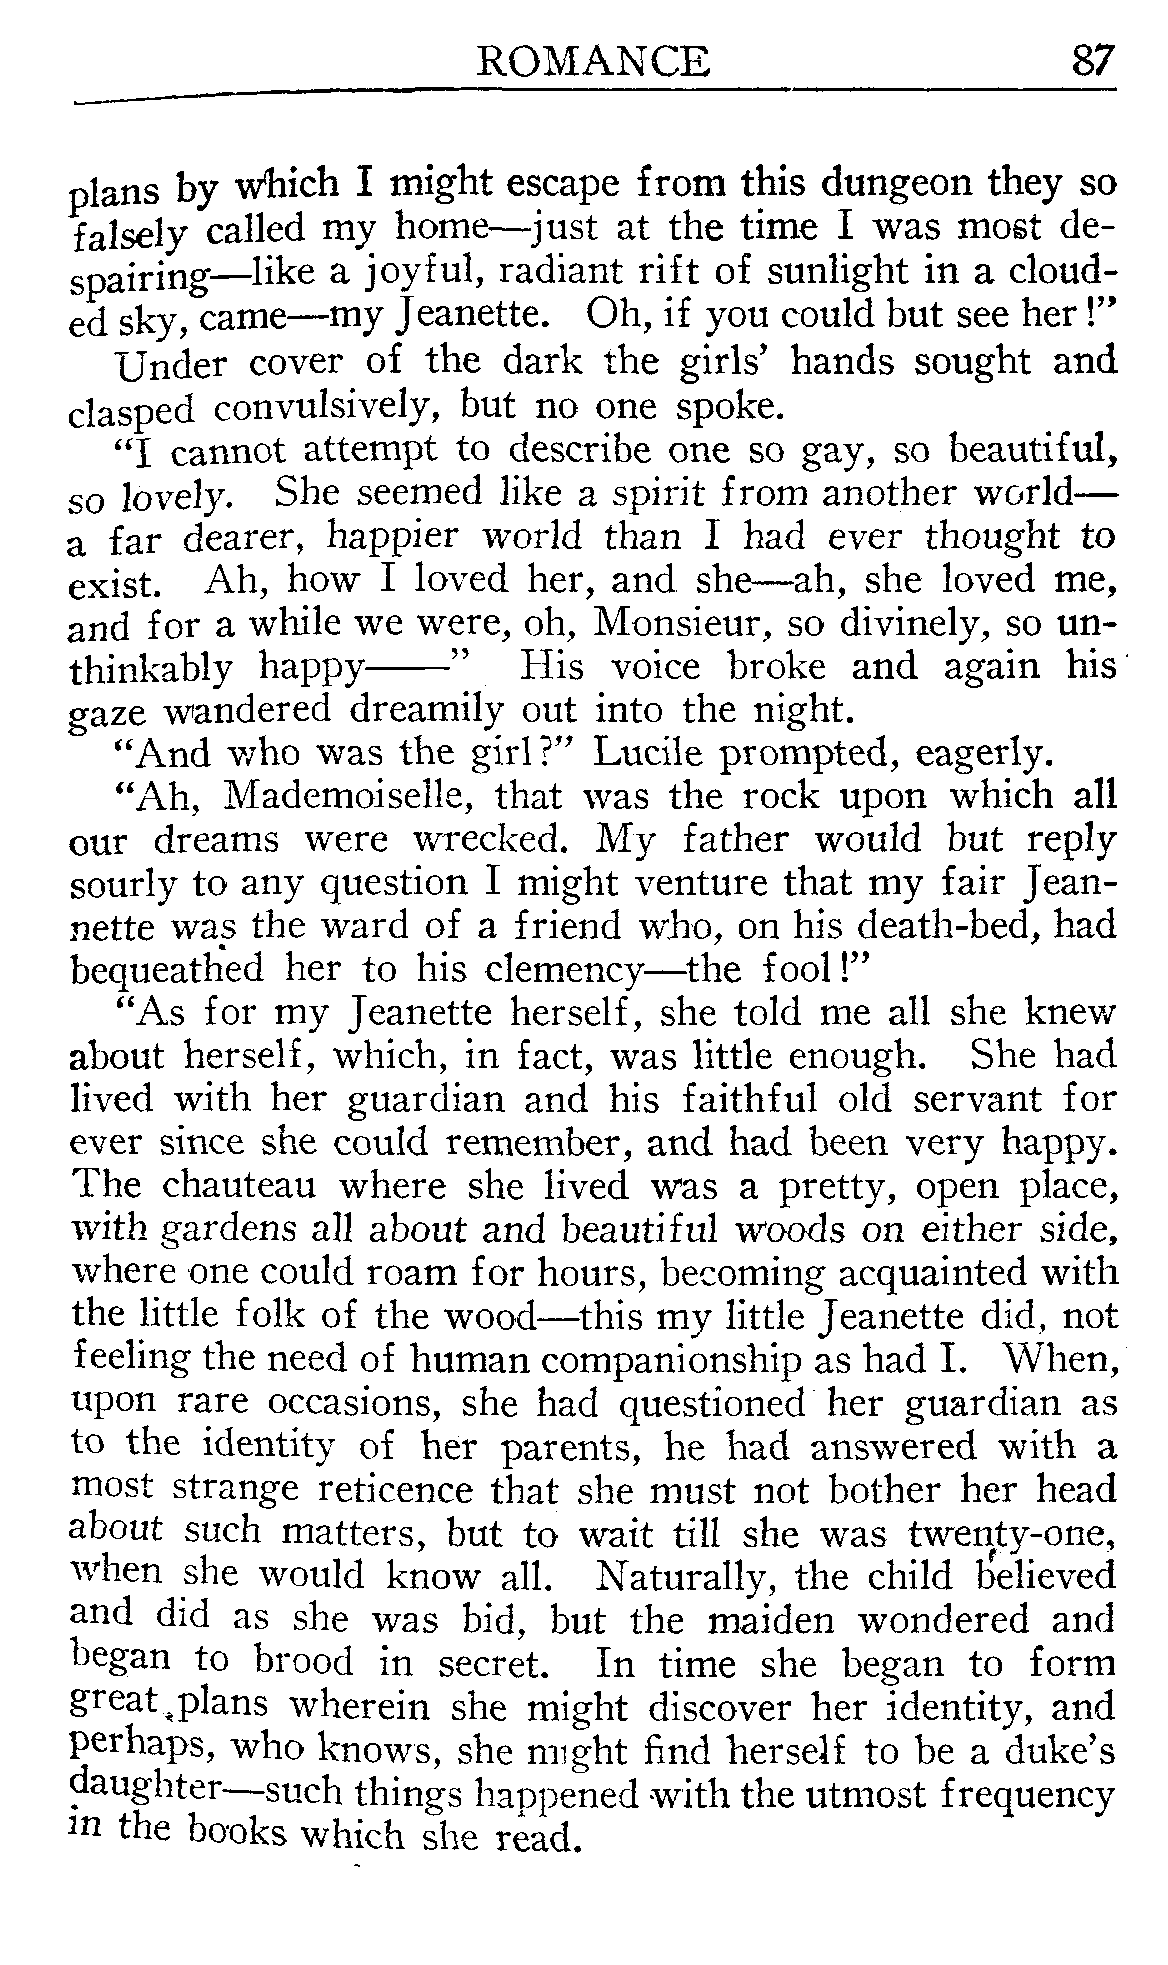 ROMANCE 87
plans by which I might escape from this dungeon they so
falsely called my home—just at the time I was most de-
spairing—like a joyful, radiant rift of sunlight in a cloud-
ed sky, came—my Jeanette. Oh, if you could but see her!”
Under cover of the dark the girls’ hands sought and
clasped convulsively, but no one spoke.
“I cannot attempt to describe one so gay, so beautiful,
so lovely. She seemed like a spirit from another world—
a far dearer, happier world than I had ever thought to
exist. Ah, how I loved her, and she—ah, she loved me,
and for a while we were, oh, Monsieur, so divinely, so un-
thinkably happy——” His voice broke and again his
gaze wandered dreamily out into the night.
“And who was the girl?” Lucile prompted, eagerly.
“Ah, Mademoiselle, that was the rock upon which all
our dreams were wrecked. My father would but reply
sourly to any question I might venture that my fair Jean-
nette was the ward of a friend who, on his death-bed, had
bequeathed her to his clemency—the fool!”
“As for my Jeanette herself, she told me all she knew
about herself, which, in fact, was little enough. She had
lived with her guardian and his faithful old servant for
ever since she could remember, and had been very happy.
The chauteau where she lived was a pretty, open place,
with gardens all about and beautiful woods on either side,
where one could roam for hours, becoming acquainted with
the little folk of the wood—this my little Jeanette did, not
feeling the need of human companionship as had I. When,
upon rare occasions, she had questioned her guardian as
to the identity of her parents, he had answered with a
most strange reticence that she must not bother her head
about such matters, but to wait till she was twenty-one,
when she would know all. Naturally, the child believed
and did as she was bid, but the maiden wondered and
began to brood in secret. In time she began to form
great plans wherein she might discover her identity, and
perhaps, who knows, she might find herself to be a duke’s
daughter—such things happened with the utmost frequency
in the books which she read.